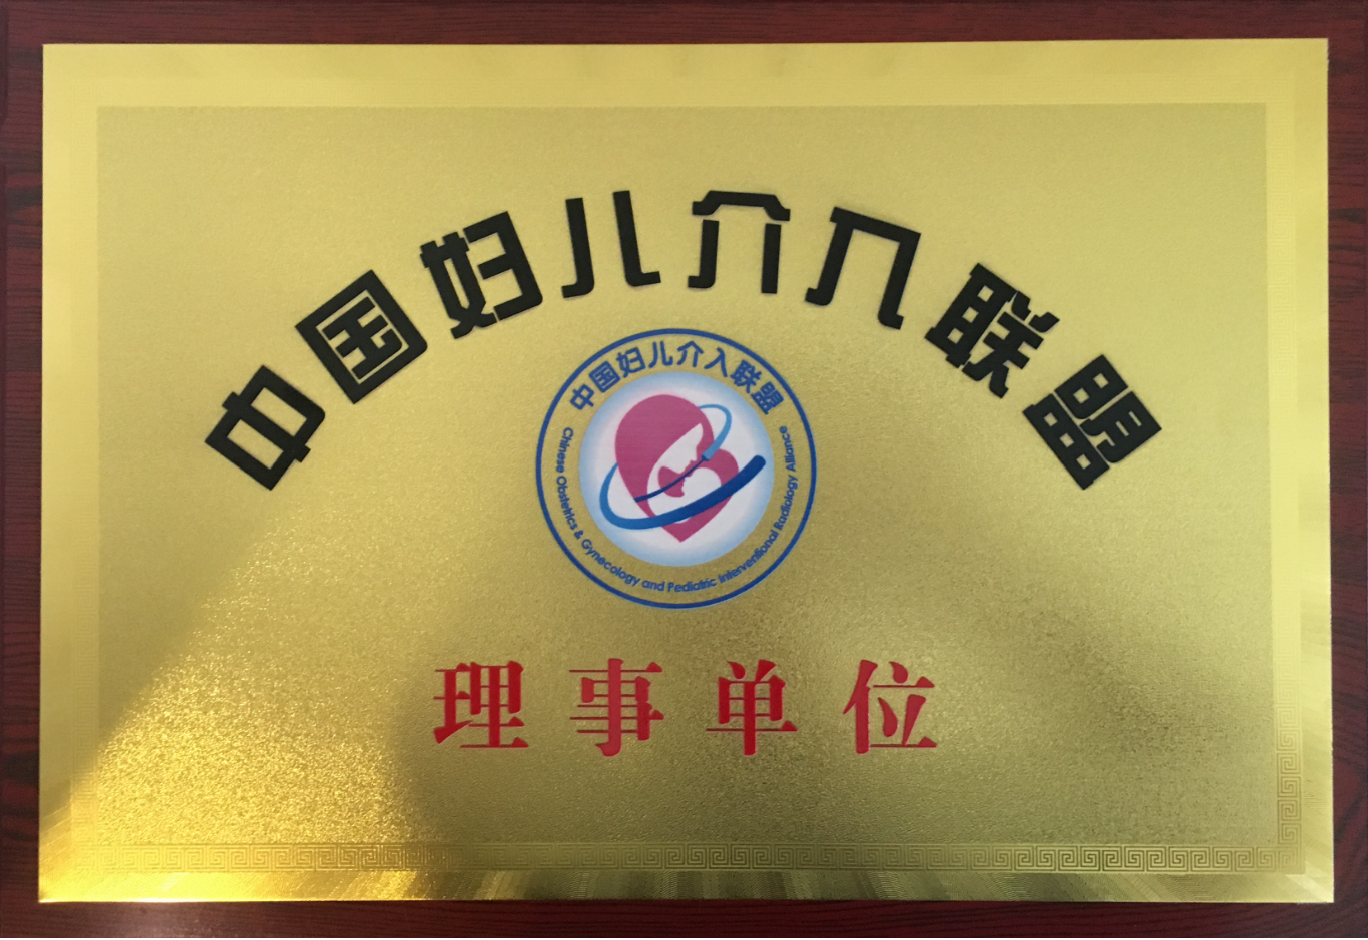 中国妇儿介入联盟
中国妇儿介入联盟
Chinese Obstetrics & Gynecology and Pediatric Interventional Radiology Alliance
理事单位